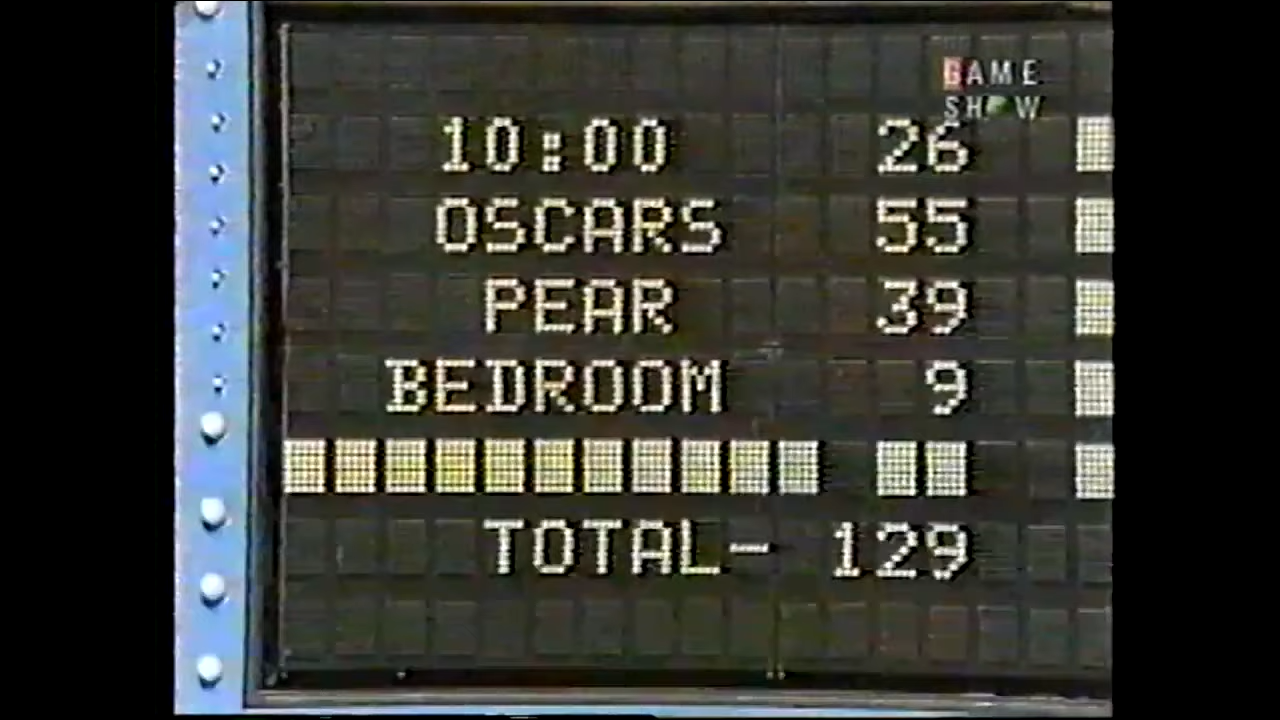 GAME
SHOW
10:00 26
OSCARS 55
PEAR 39
BEDROOM 9
TOTAL- 129